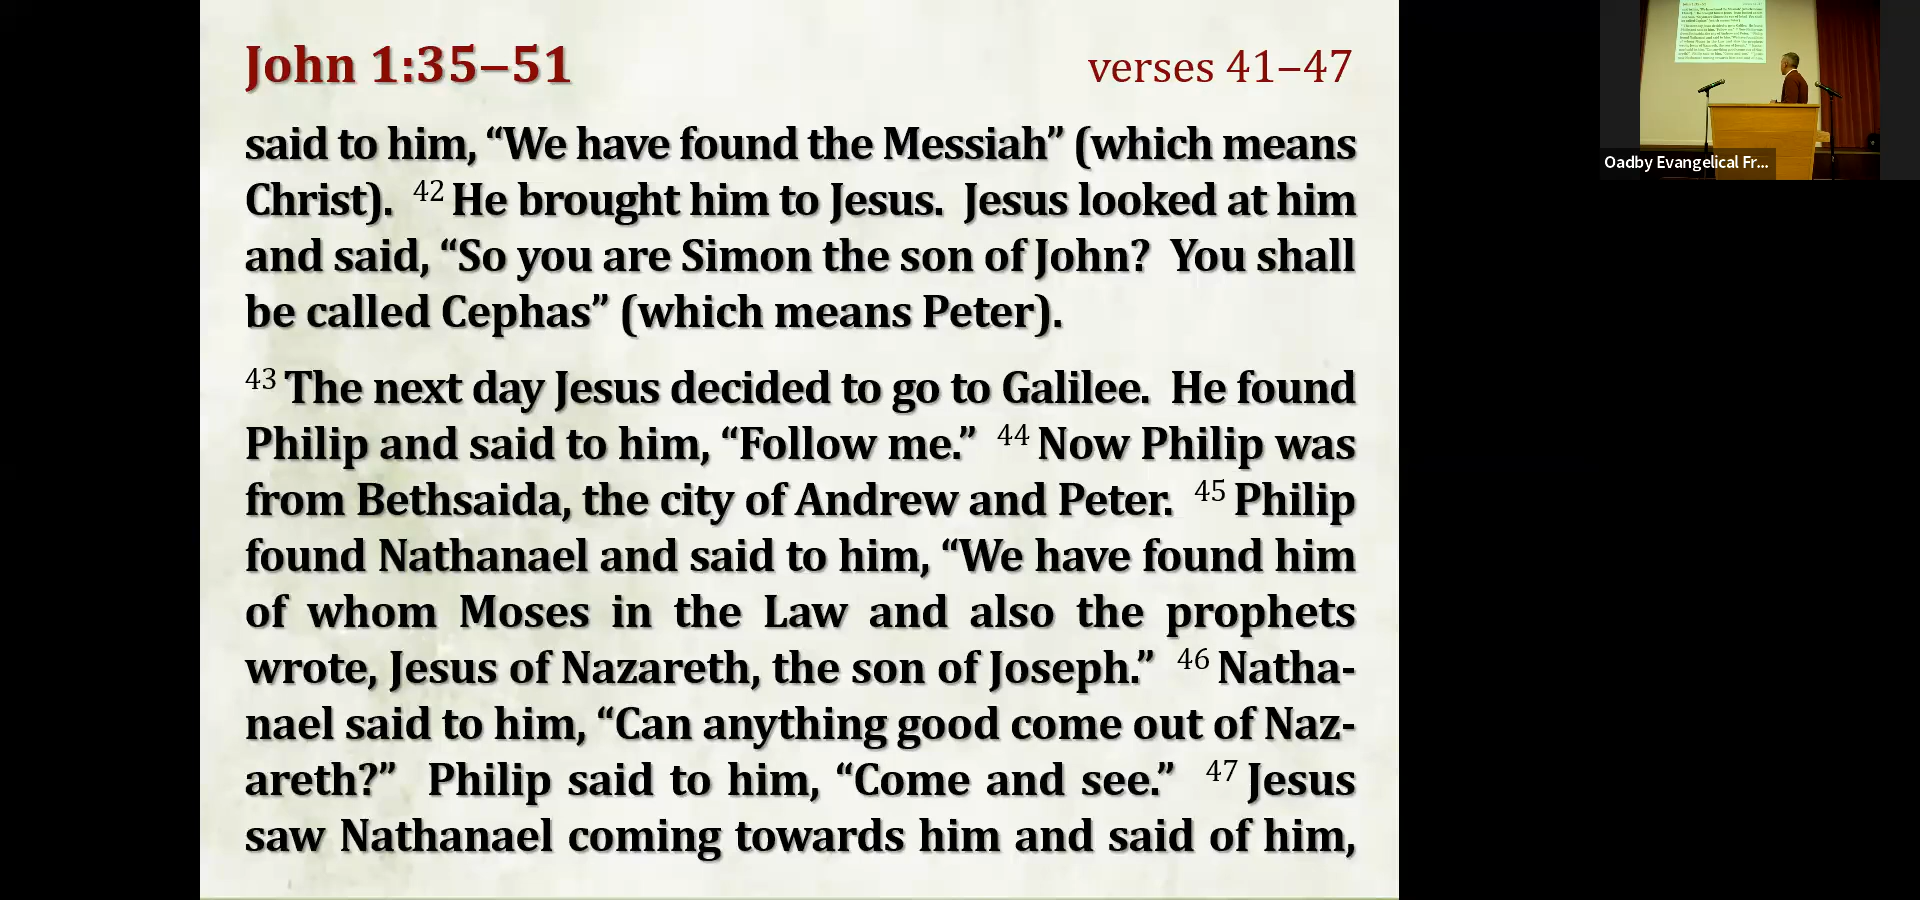 John 1:35–51
verses 41–47
said to him, “We have found the Messiah” (which means
Christ). 42 He brought him to Jesus. Jesus looked at him
and said, “So you are Simon the son of John? You shall
be called Cephas” (which means Peter).
43 The next day Jesus decided to go to Galilee. He found
Philip and said to him, “Follow me.” 44 Now Philip was
from Bethsaida, the city of Andrew and Peter. 45 Philip
found Nathanael and said to him, “We have found him
of whom Moses in the Law and also the prophets
wrote, Jesus of Nazareth, the son of Joseph.” 46 Natha-
nael said to him, “Can anything good come out of Naz-
areth?” Philip said to him, “Come and see.” 47 Jesus
saw Nathanael coming towards him and said of him,
Oadby Evangelical Fr...